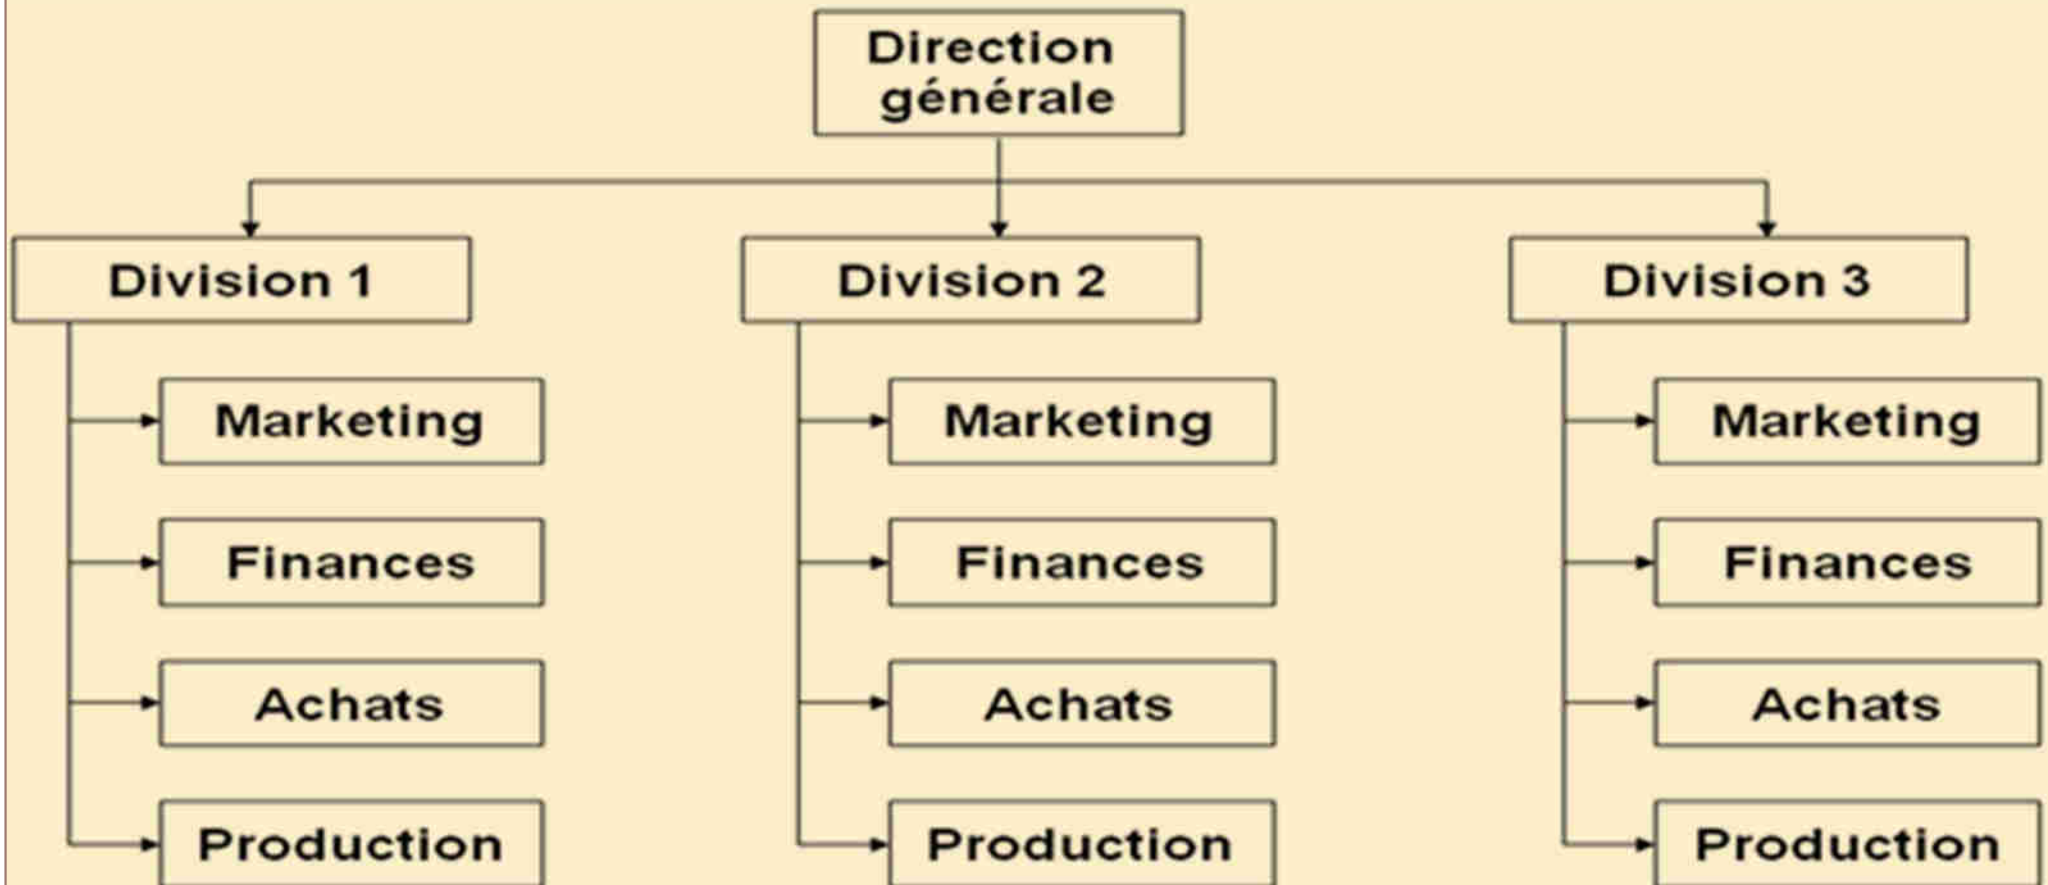 Direction
générale
Division 1
Division 2
Division 3
Marketing
Marketing
Marketing
Finances
Finances
Finances
Achats
Achats
Achats
Production
Production
Production